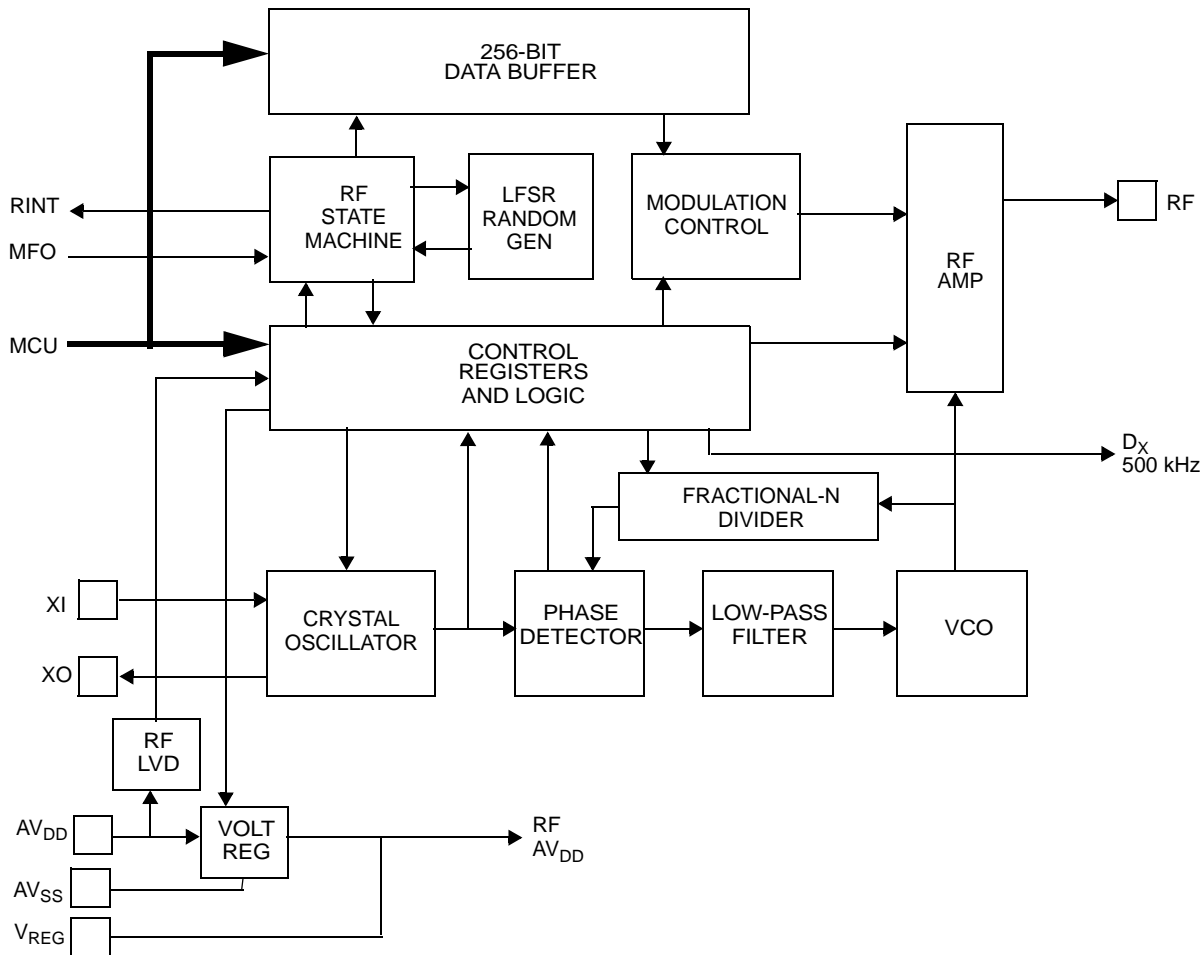 256-BIT
DATA BUFFER
RF
STATE
MACHINE
LFSR
RANDOM
GEN
MODULATION
CONTROL
RF
AMP
RF
RINT
MFO
MCU
CONTROL
REGISTERS
AND LOGIC
DX
500 kHz
FRACTIONAL-N
DIVIDER
XI
XO
CRYSTAL
OSCILLATOR
PHASE
DETECTOR
LOW-PASS
FILTER
VCO
RF
LVD
AVDD
VOLT
REG
RF
AVDD
AVSS
VREG